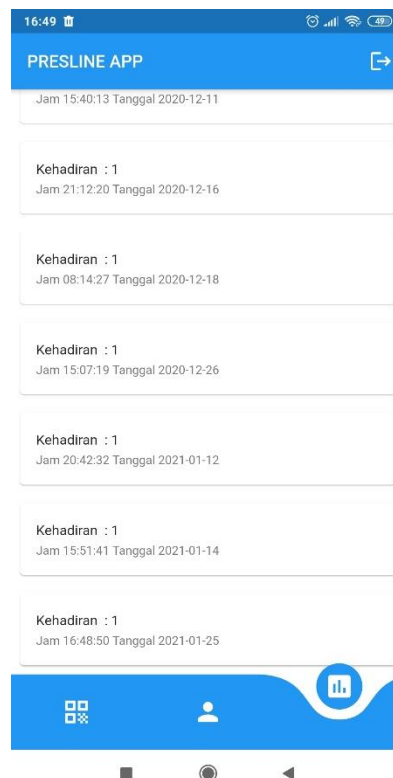 16:49
49
PRESLINE APP
Jam 15:40:13 Tanggal 2020-12-11
Kehadiran : 1
Jam 21:12:20 Tanggal 2020-12-16
Kehadiran : 1
Jam 08:14:27 Tanggal 2020-12-18
Kehadiran : 1
Jam 15:07:19 Tanggal 2020-12-26
Kehadiran : 1
Jam 20:42:32 Tanggal 2021-01-12
Kehadiran : 1
Jam 15:51:41 Tanggal 2021-01-14
Kehadiran : 1
Jam 16:48:50 Tanggal 2021-01-25